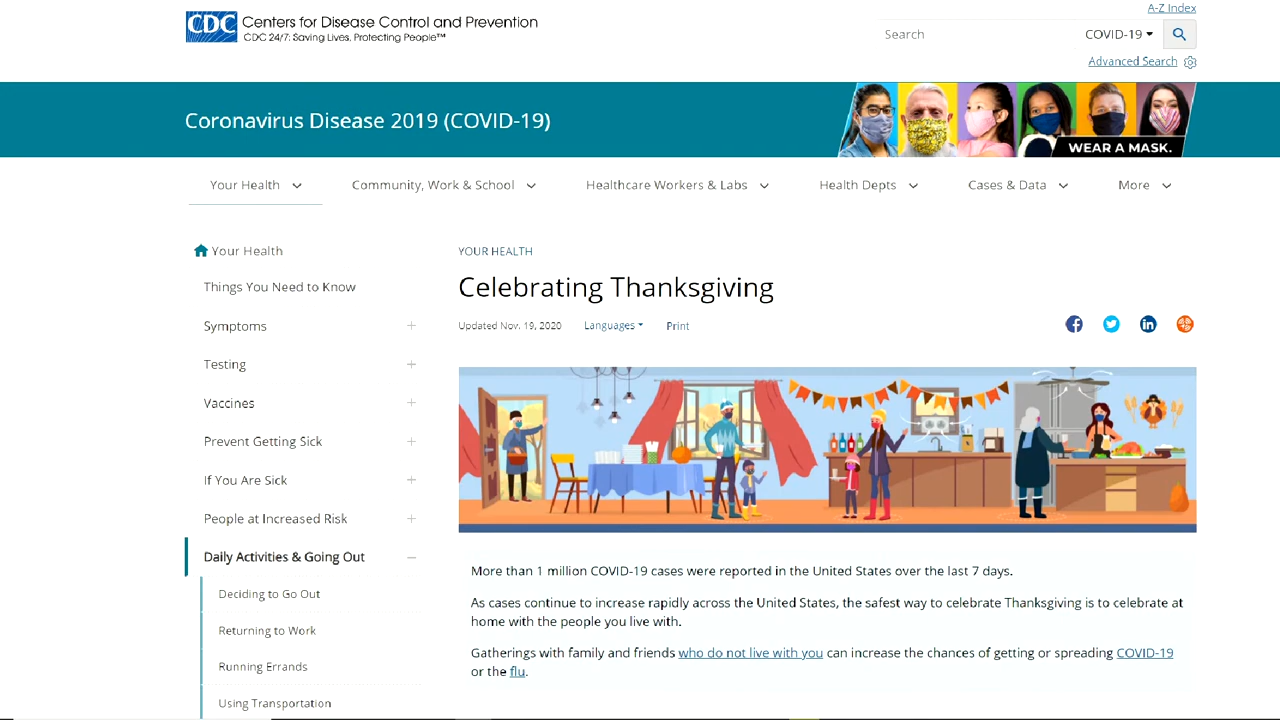 A-Z Index
CDC
Centers for Disease Control and Prevention
CDC 24/7: Saving Lives, Protecting People™
Search
COVID-19
Advanced Search
Coronavirus Disease 2019 (COVID-19)
WEAR A MASK.
Your Health
Community, Work & School
Healthcare Workers & Labs
Health Depts
Cases & Data
More
Your Health
Things You Need to Know
Symptoms
Testing
Vaccines
Prevent Getting Sick
If You Are Sick
People at Increased Risk
Daily Activities & Going Out
Deciding to Go Out
Returning to Work
Running Errands
Using Transportation
YOUR HEALTH
Celebrating Thanksgiving
Updated Nov. 19, 2020
Languages
Print
More than 1 million COVID-19 cases were reported in the United States over the last 7 days.
As cases continue to increase rapidly across the United States, the safest way to celebrate Thanksgiving is to celebrate at
home with the people you live with.
Gatherings with family and friends who do not live with you can increase the chances of getting or spreading COVID-19
or the flu.